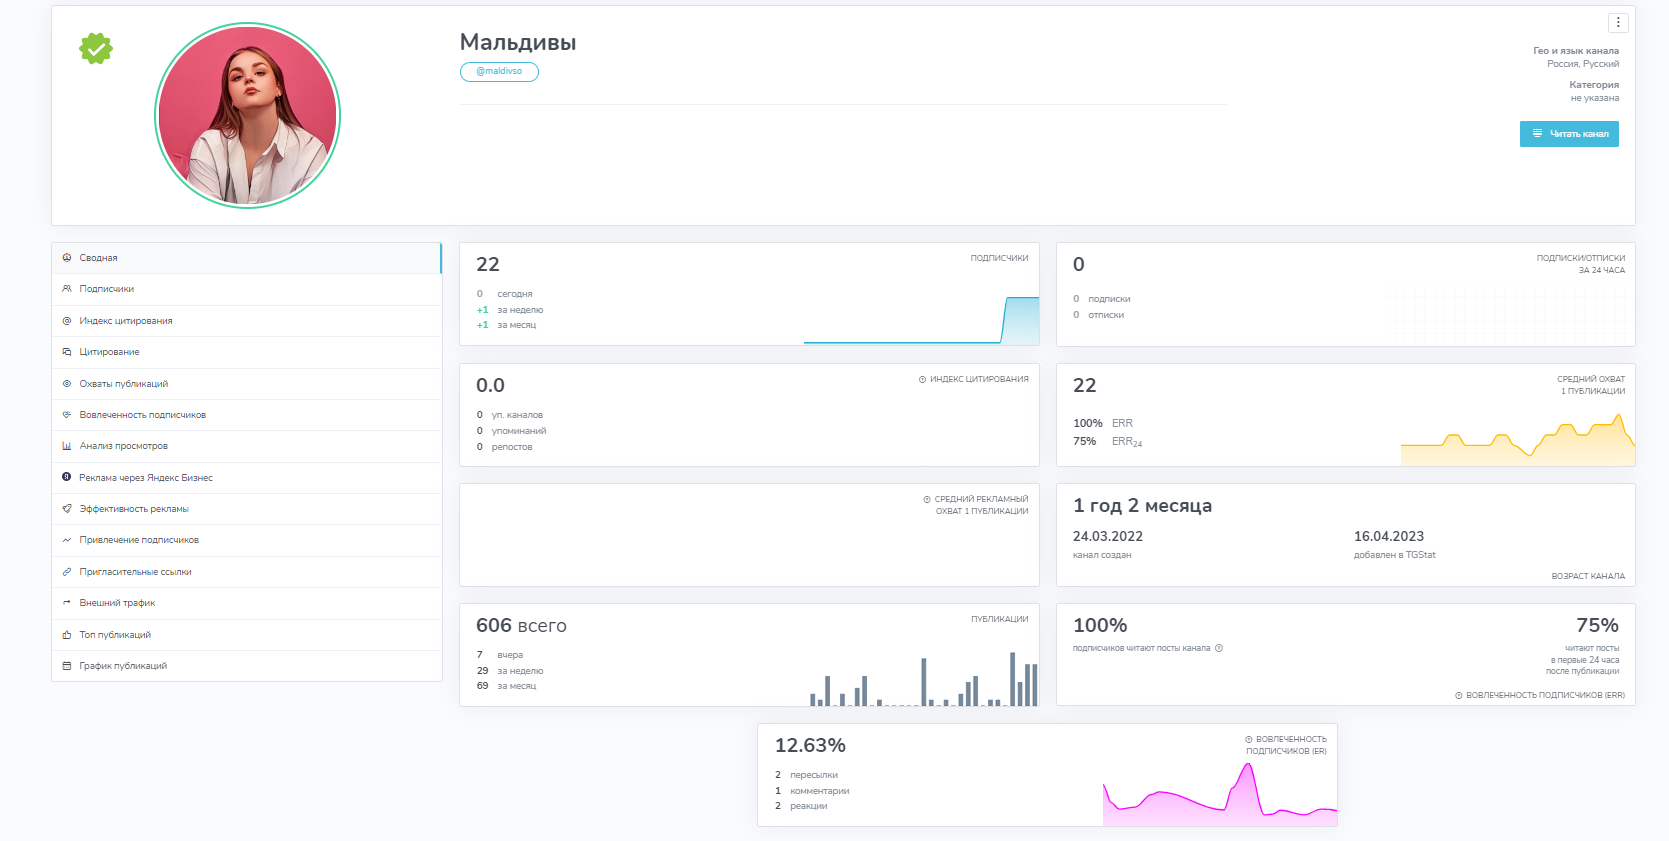 Мальдивы
@maldivso
Гео и язык канала
Россия, Русский
Категория
не указана
Читать канал
Сводная
Подписчики
Индекс цитирования
Цитирование
Охваты публикаций
Вовлеченность подписчиков
Анализ просмотров
Реклама через Яндекс Бизнес
Эффективность рекламы
Привлечение подписчиков
Пригласительные ссылки
Внешний трафик
Топ публикаций
График публикаций
22
ПОДПИСЧИКИ
0 сегодня
+1 за неделю
+1 за месяц
0
ПОДПИСКИ/ОТПИСКИ
ЗА 24 ЧАСА
0 подписки
0 отписки
0.0
ИНДЕКС ЦИТИРОВАНИЯ
0 уп. каналов
0 упоминаний
0 репостов
22
СРЕДНИЙ ОХВАТ
1 ПУБЛИКАЦИИ
100% ERR
75% ERR24
СРЕДНИЙ РЕКЛАМНЫЙ
ОХВАТ 1 ПУБЛИКАЦИИ
1 год 2 месяца
24.03.2022
канал создан
16.04.2023
добавлен в TGStat
ВОЗРАСТ КАНАЛА
606 всего
ПУБЛИКАЦИИ
7 вчера
29 за неделю
69 за месяц
100%
подписчиков читают посты канала
75%
читают посты
в первые 24 часа
после публикации
ВОВЛЕЧЕННОСТЬ ПОДПИСЧИКОВ (ERR)
12.63%
ВОВЛЕЧЕННОСТЬ
ПОДПИСЧИКОВ (ER)
2 пересылки
1 комментарии
2 реакции